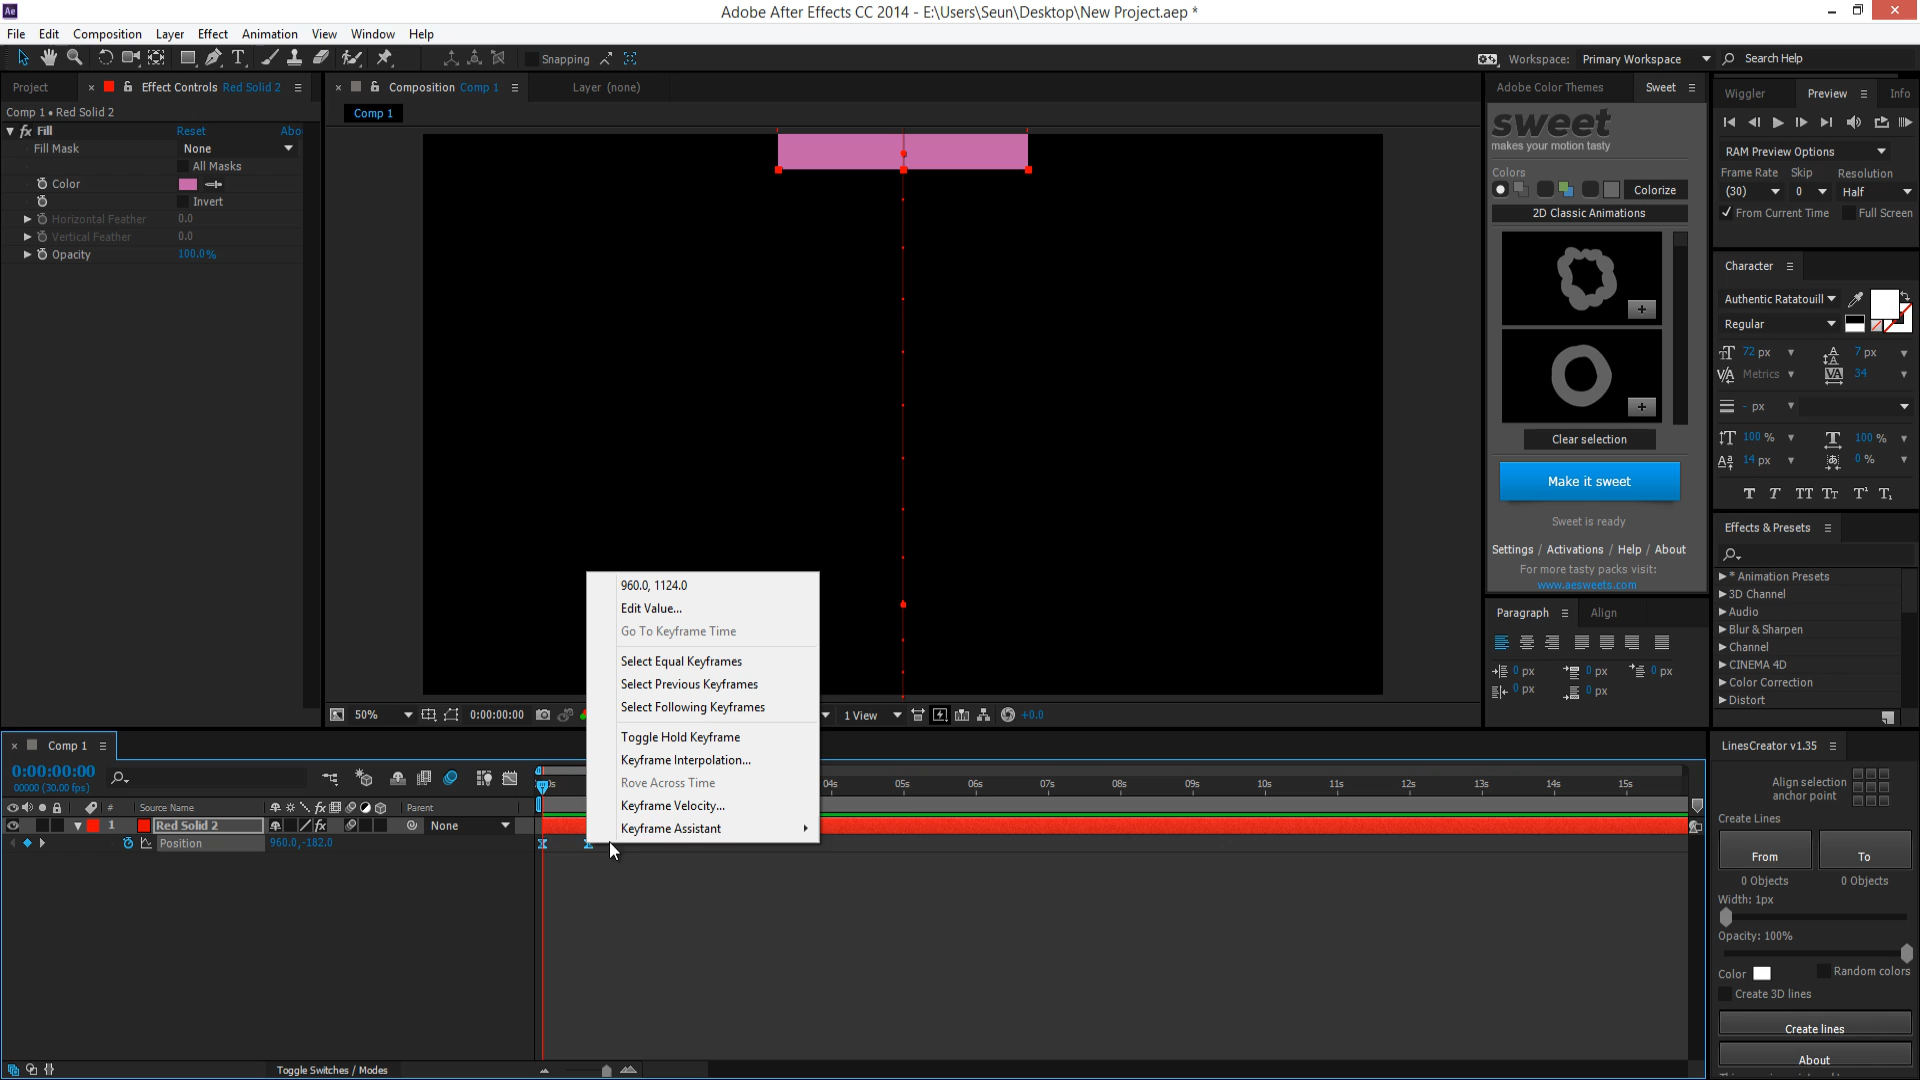 Ae
Adobe After Effects CC 2014 - E:\Users\Seun\Desktop\New Project.aep *
File Edit Composition Layer Effect Animation View Window Help
Snapping
Workspace: Primary Workspace
Search Help
Project
Effect Controls Red Solid 2
Composition Comp 1
Layer (none)
Adobe Color Themes
Sweet
Wiggler
Preview
Info
Comp 1 • Red Solid 2
Comp 1
fx Fill Reset Abo
Fill Mask None
All Masks
Color
Invert
Horizontal Feather 0.0
Vertical Feather 0.0
Opacity 100.0%
sweet
makes your motion tasty
Colors
Colorize
2D Classic Animations
Clear selection
Make it sweet
Sweet is ready
Settings / Activations / Help / About
For more tasty packs visit:
www.aesweets.com
RAM Preview Options
Frame Rate Skip Resolution
(30) 0 Half
From Current Time Full Screen
Character
Authentic Ratatouill
Regular
72 px 7 px
Metrics 34
- px
100 % 100 %
14 px 0 %
T T TT TT T¹ T₁
Effects & Presets
* Animation Presets
3D Channel
Audio
Blur & Sharpen
Channel
CINEMA 4D
Color Correction
Distort
Paragraph Align
0 px 0 px 0 px
0 px 0 px
960.0, 1124.0
Edit Value...
Go To Keyframe Time
Select Equal Keyframes
Select Previous Keyframes
Select Following Keyframes
Toggle Hold Keyframe
Keyframe Interpolation...
Rove Across Time
Keyframe Velocity...
Keyframe Assistant
50% 0:00:00:00 1 View +0.0
Comp 1
0:00:00:00
00000 (30.00 fps)
04s 05s 06s 07s 08s 09s 10s 11s 12s 13s 14s 15s
# Source Name fx Parent
1 Red Solid 2 fx None
Position 960.0,-182.0
Toggle Switches / Modes
LinesCreator v1.35
Align selection
anchor point
Create Lines
From To
0 Objects 0 Objects
Width: 1px
Opacity: 100%
Color Random colors
Create 3D lines
Create lines
About